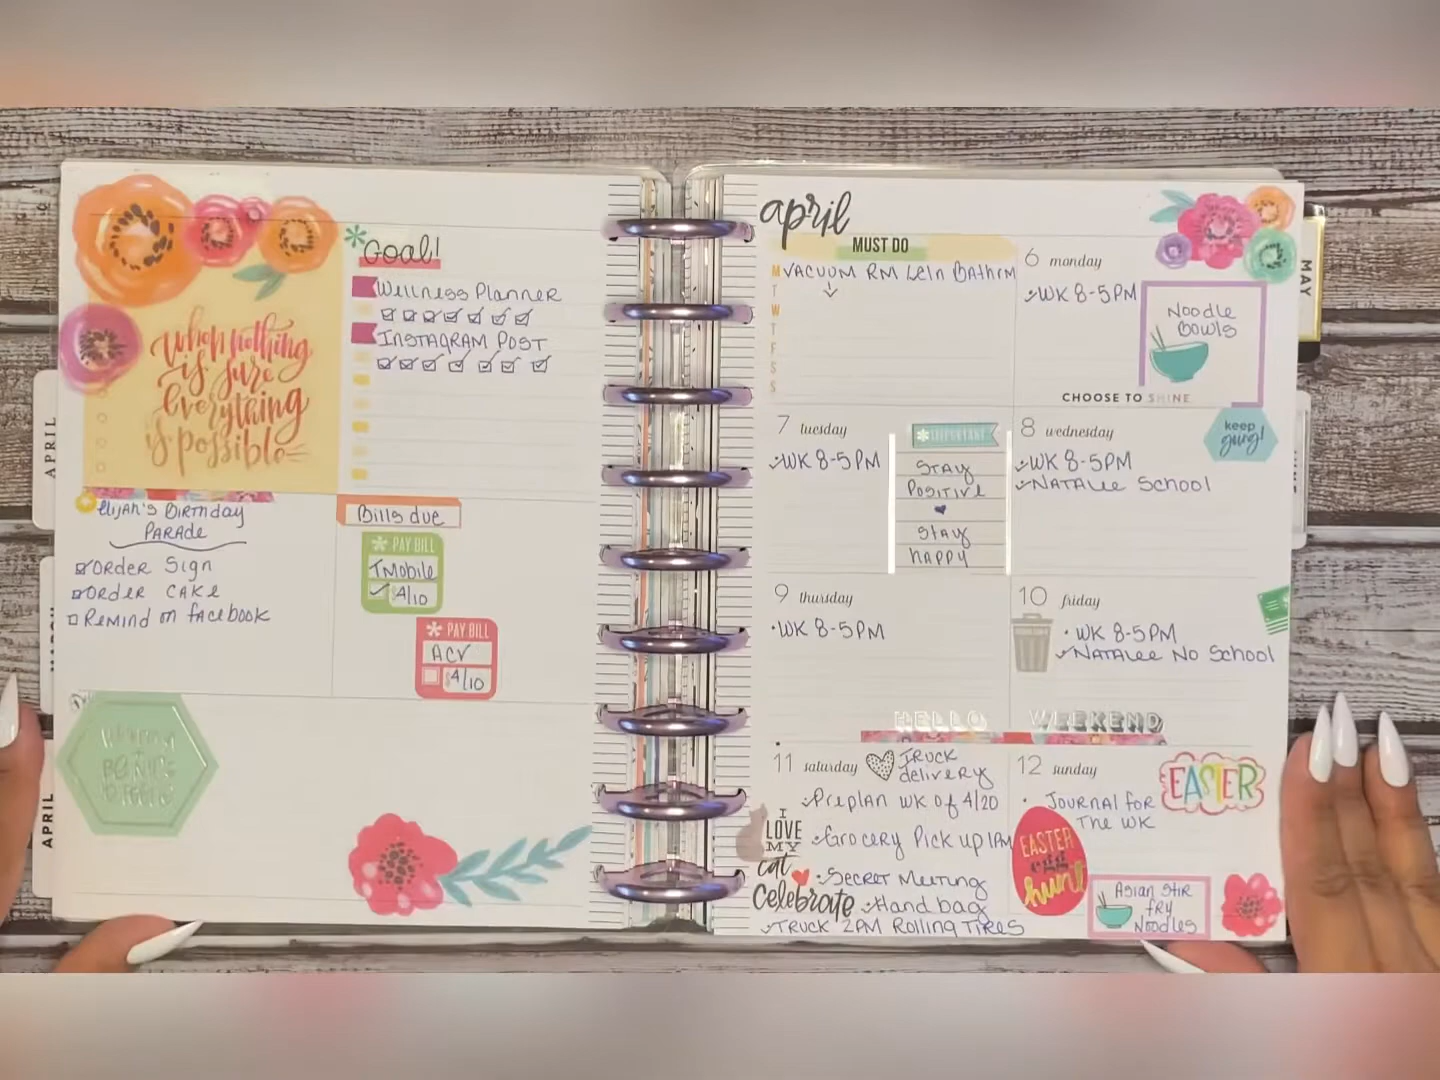 When nothing
is sure
everything
is possible
Goal!
Wellness Planner
INSTAGRAM POST
Elijah's Birthday
PARADE
ORDER Sign
ORDER CAKE
REMIND on facebook
Bills due
PAY BILL
TMobile
4/10
PAY BILL
ACV
4/10
APRIL
APRIL
april
MUST DO
M VACUUM RM
T
W
T
F
S
S
6 monday
WK 8-5PM
Noodle
Bowls
CHOOSE TO SHINE
MAY
7 tuesday
WK 8-5PM
IMPORTANT
STAY
Positive
STAY
HAPPY
8 wednesday
WK 8-5PM
NATALEE School
keep
going!
9 thursday
WK 8-5PM
10 friday
WK 8-5PM
NATALEE No School
HELLO WEEKEND
11 saturday
TRUCK
delivery
Preplan WK of 4/20
Grocery Pick up 1PM
I
LOVE
MY
cat
Secret Meeting
Celebrate
Hand bag
TRUCK 2PM Rolling TIRES
12 sunday
EASTER
JOURNAL for
The WK
EASTER
egg
hunt
Asian Stir
fry
Noodles